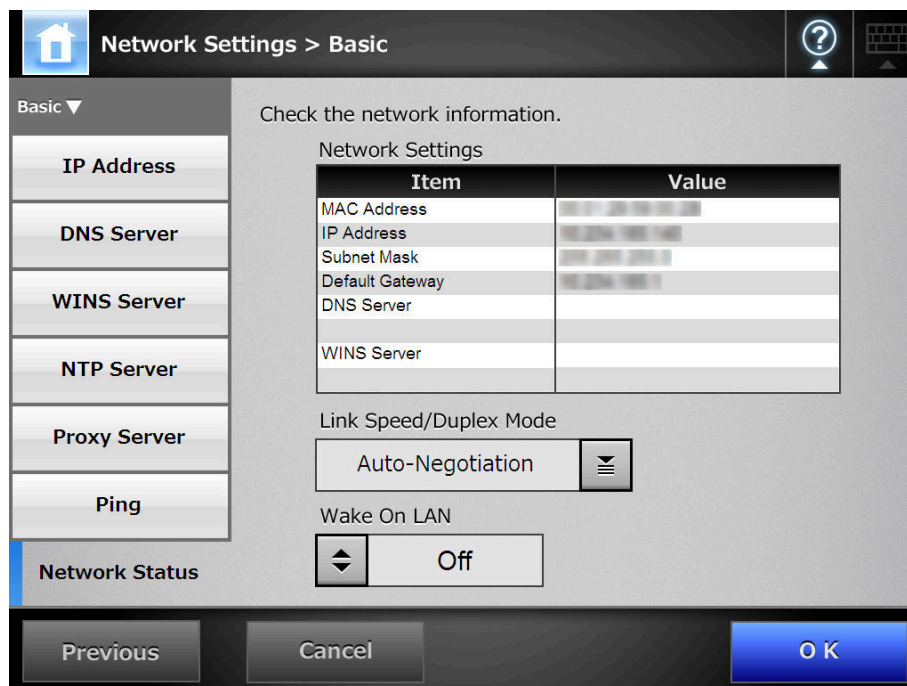 Network Settings > Basic
?
Basic ▼
IP Address
DNS Server
WINS Server
NTP Server
Proxy Server
Ping
Network Status
Check the network information.
Network Settings
Item Value
MAC Address
IP Address
Subnet Mask
Default Gateway
DNS Server
WINS Server
Link Speed/Duplex Mode
Auto-Negotiation
Wake On LAN
Off
Previous Cancel OK